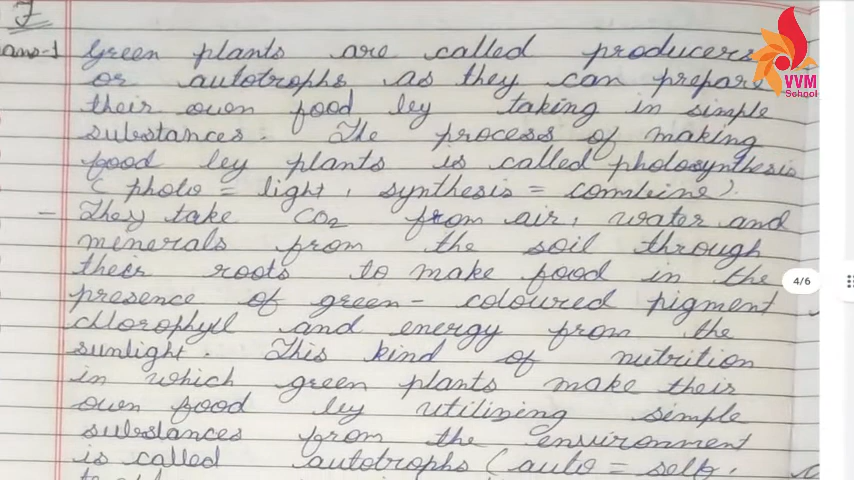 F
ans-1 Green plants are called producers
or autotrophs as they can prepare
their own food by taking in simple
substances. The process of making
food by plants is called photosynthesis
(photo = light, synthesis = combine).
- They take CO2 from air, water and
minerals from the soil through
their roots to make food in the
presence of green-coloured pigment
chlorophyll and energy from the
sunlight. This kind of nutrition
in which green plants make their
own food by utilizing simple
substances from the environment
is called autotrophs (auto = self,
VVM
School
4/6